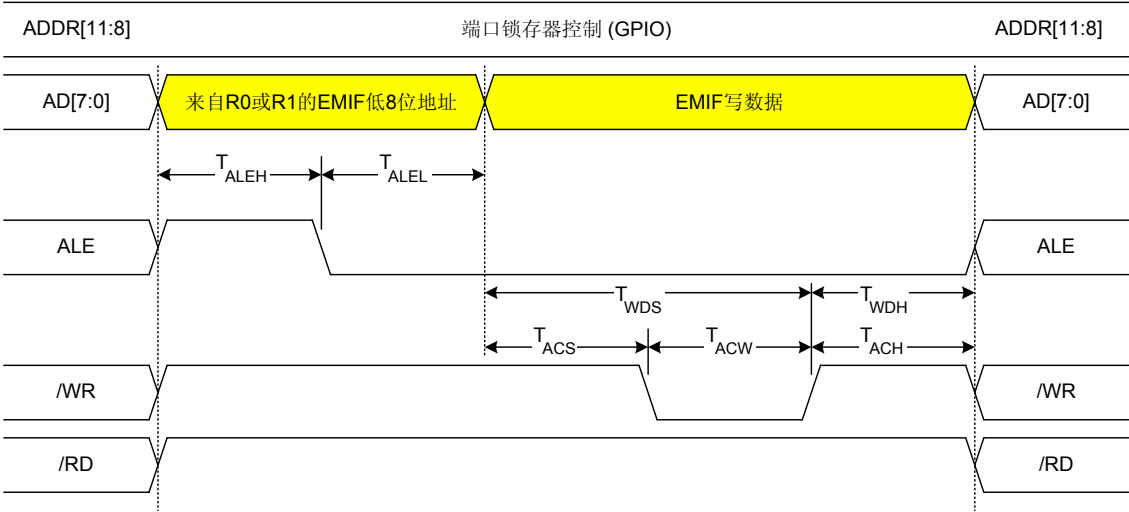 ADDR[11:8] 端口锁存器控制 (GPIO) ADDR[11:8]
AD[7:0] 来自R0或R1的EMIF低8位地址 EMIF写数据 AD[7:0]
TALEH TALEL
ALE ALE
TWDS TWDH
TACS TACW TACH
/WR /WR
/RD /RD